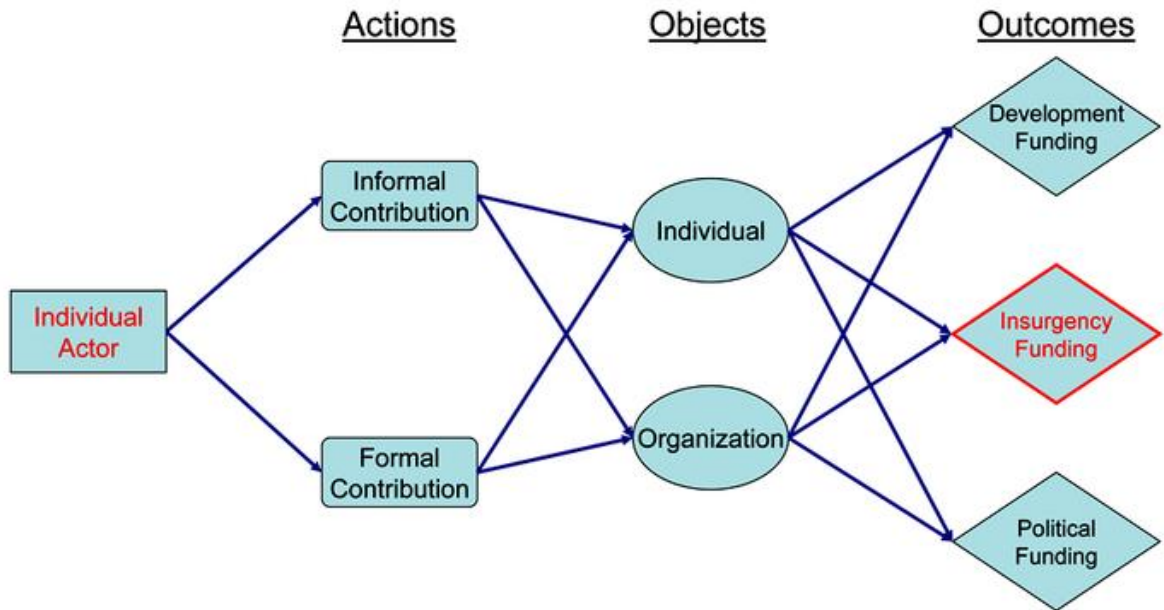 Actions
Objects
Outcomes
Individual
Actor
Informal
Contribution
Formal
Contribution
Individual
Organization
Development
Funding
Insurgency
Funding
Political
Funding